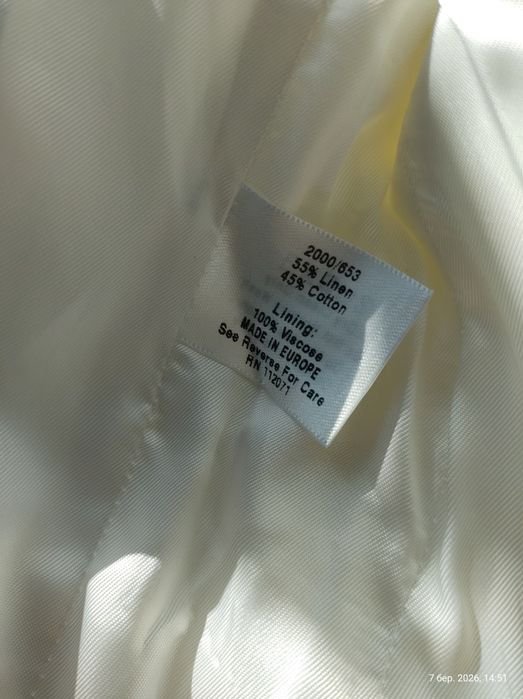 2000/653
55% Linen
45% Cotton
Lining:
100% Viscose
MADE IN EUROPE
See Reverse For Care
RN 112071
7 бер. 2026, 14:51